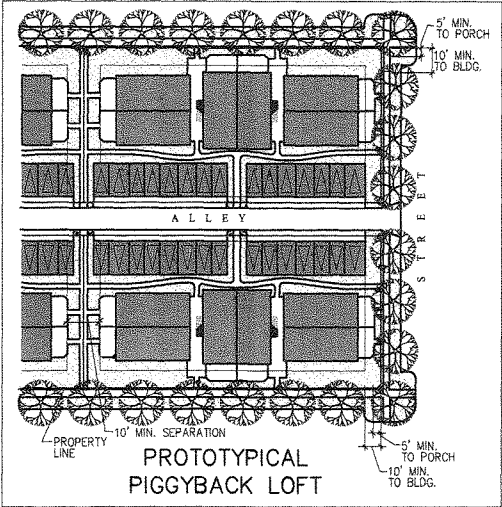 5' MIN.
TO PORCH
10' MIN.
TO BLDG.
ALLEY
STREET
10' MIN. SEPARATION
PROPERTY
LINE
5' MIN.
TO PORCH
10' MIN.
TO BLDG.
PROTOTYPICAL
PIGGYBACK LOFT